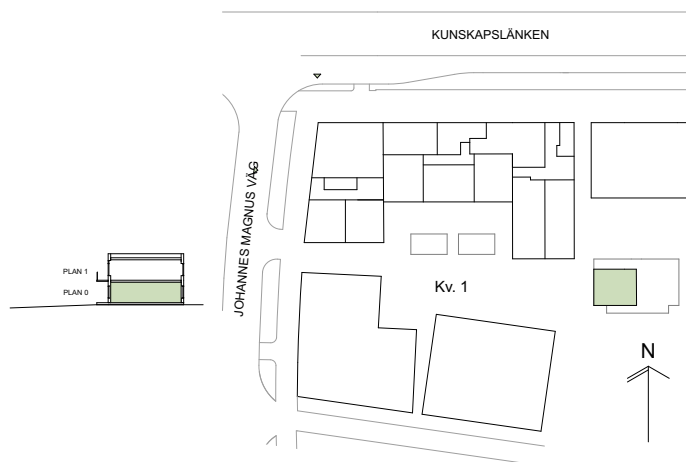 KUNSKAPSLÄNKEN
JOHANNES MAGNUS VÄG
PLAN 1
PLAN 0
Kv. 1
N